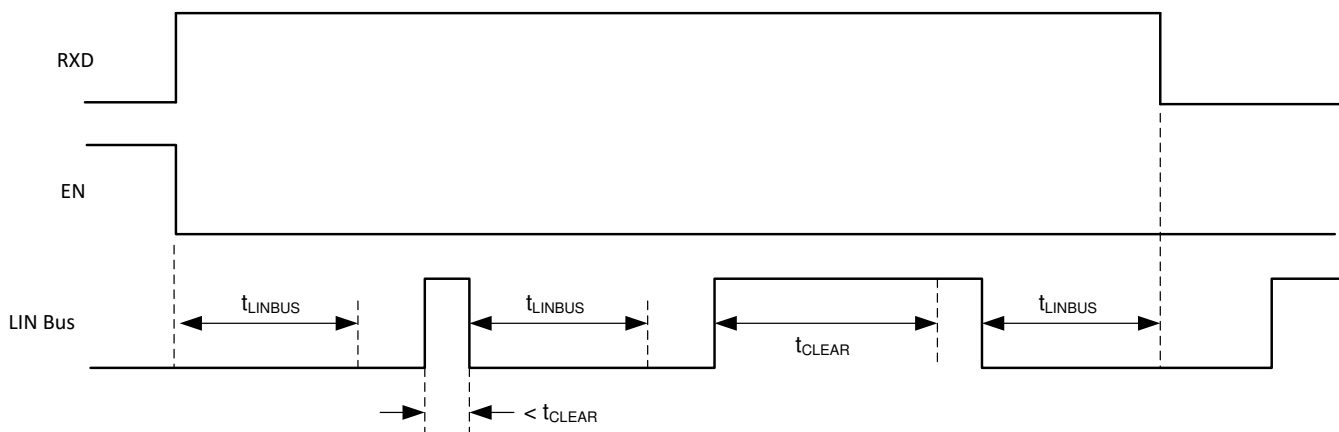 RXD
EN
LIN Bus
tLINBUS
tLINBUS
tCLEAR
tLINBUS
< tCLEAR